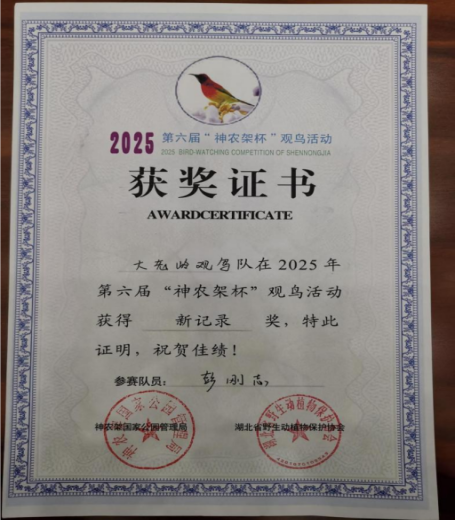 2025 第六届“神农架杯”观鸟活动
2025 BIRD-WATCHING COMPETITION OF SHENNONGJIA
获奖证书
AWARDCERTIFICATE
观鸟队在2025年
第六届“神农架杯”观鸟活动
获得 新记录 奖，特此
证明，祝贺佳绩！
参赛队员： 彭
神农架国家公园管理局 湖北省野生动植物保护协会